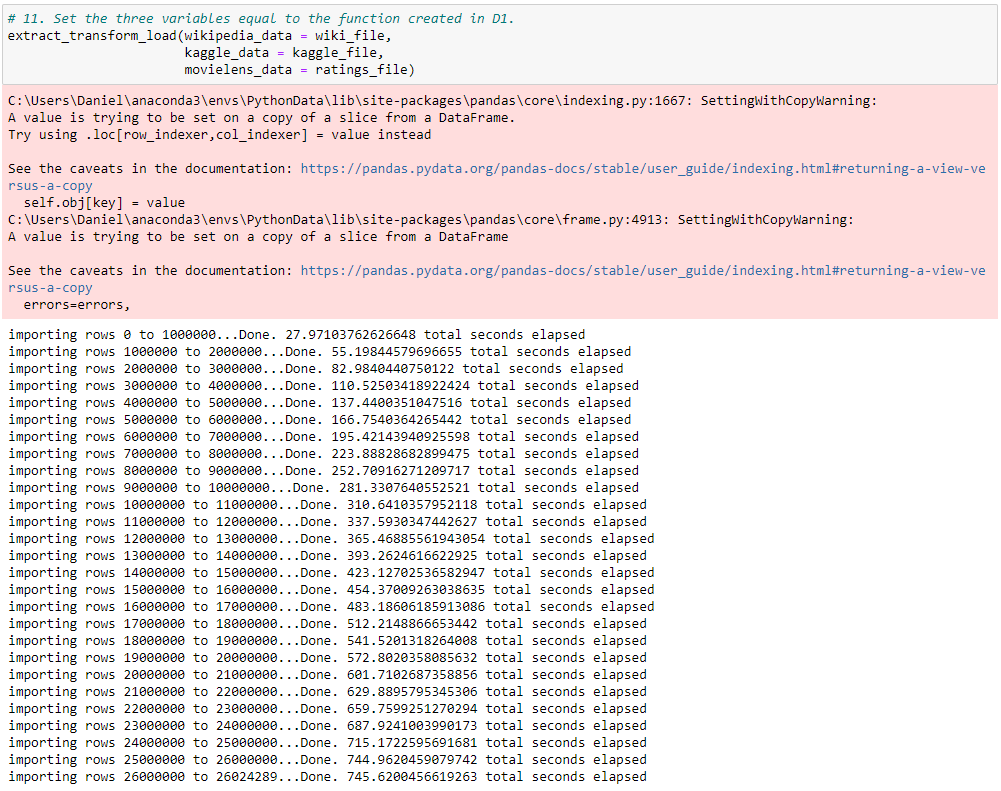 # 11. Set the three variables equal to the function created in D1.
extract_transform_load(wikipedia_data = wiki_file,
kaggle_data = kaggle_file,
movielens_data = ratings_file)
C:\Users\Daniel\anaconda3\envs\PythonData\lib\site-packages\pandas\core\indexing.py:1667: SettingWithCopyWarning:
A value is trying to be set on a copy of a slice from a DataFrame.
Try using .loc[row_indexer,col_indexer] = value instead
See the caveats in the documentation: https://pandas.pydata.org/pandas-docs/stable/user_guide/indexing.html#returning-a-view-ve
rsus-a-copy
self.obj[key] = value
C:\Users\Daniel\anaconda3\envs\PythonData\lib\site-packages\pandas\core\frame.py:4913: SettingWithCopyWarning:
A value is trying to be set on a copy of a slice from a DataFrame
See the caveats in the documentation: https://pandas.pydata.org/pandas-docs/stable/user_guide/indexing.html#returning-a-view-ve
rsus-a-copy
errors=errors,
importing rows 0 to 1000000...Done. 27.97103762626648 total seconds elapsed
importing rows 1000000 to 2000000...Done. 55.19844579696655 total seconds elapsed
importing rows 2000000 to 3000000...Done. 82.9840440750122 total seconds elapsed
importing rows 3000000 to 4000000...Done. 110.52503418922424 total seconds elapsed
importing rows 4000000 to 5000000...Done. 137.4400351047516 total seconds elapsed
importing rows 5000000 to 6000000...Done. 166.7540364265442 total seconds elapsed
importing rows 6000000 to 7000000...Done. 195.42143940925598 total seconds elapsed
importing rows 7000000 to 8000000...Done. 223.88828682899475 total seconds elapsed
importing rows 8000000 to 9000000...Done. 252.70916271209717 total seconds elapsed
importing rows 9000000 to 10000000...Done. 281.3307640552521 total seconds elapsed
importing rows 10000000 to 11000000...Done. 310.6410357952118 total seconds elapsed
importing rows 11000000 to 12000000...Done. 337.5930347442627 total seconds elapsed
importing rows 12000000 to 13000000...Done. 365.46885561943054 total seconds elapsed
importing rows 13000000 to 14000000...Done. 393.2624616622925 total seconds elapsed
importing rows 14000000 to 15000000...Done. 423.12702536582947 total seconds elapsed
importing rows 15000000 to 16000000...Done. 454.37009263038635 total seconds elapsed
importing rows 16000000 to 17000000...Done. 483.18606185913086 total seconds elapsed
importing rows 17000000 to 18000000...Done. 512.2148866653442 total seconds elapsed
importing rows 18000000 to 19000000...Done. 541.5201318264008 total seconds elapsed
importing rows 19000000 to 20000000...Done. 572.8020358085632 total seconds elapsed
importing rows 20000000 to 21000000...Done. 601.7102687358856 total seconds elapsed
importing rows 21000000 to 22000000...Done. 629.8895795345306 total seconds elapsed
importing rows 22000000 to 23000000...Done. 659.7599251270294 total seconds elapsed
importing rows 23000000 to 24000000...Done. 687.9241003990173 total seconds elapsed
importing rows 24000000 to 25000000...Done. 715.1722595691681 total seconds elapsed
importing rows 25000000 to 26000000...Done. 744.9620459079742 total seconds elapsed
importing rows 26000000 to 26024289...Done. 745.6200456619263 total seconds elapsed